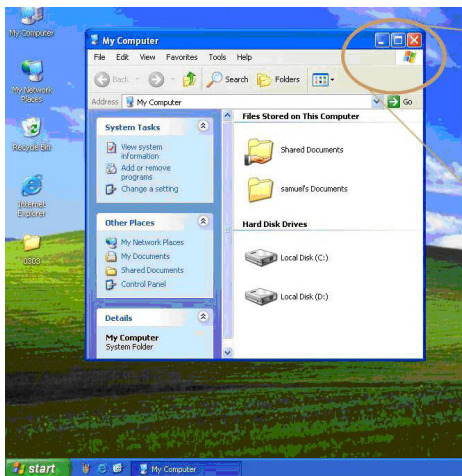 My Computer
My Network
Places
Recycle Bin
Internet
Explorer
0303
My Computer
File Edit View Favorites Tools Help
Back Search Folders
Address My Computer Go
System Tasks
View system
information
Add or remove
programs
Change a setting
Other Places
My Network Places
My Documents
Shared Documents
Control Panel
Details
My Computer
System Folder
Files Stored on This Computer
Shared Documents
samuel's Documents
Hard Disk Drives
Local Disk (C:)
Local Disk (D:)
start My Computer